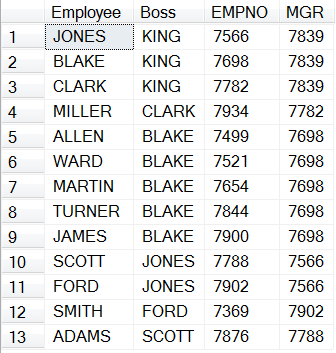 Employee Boss EMPNO MGR
1 JONES KING 7566 7839
2 BLAKE KING 7698 7839
3 CLARK KING 7782 7839
4 MILLER CLARK 7934 7782
5 ALLEN BLAKE 7499 7698
6 WARD BLAKE 7521 7698
7 MARTIN BLAKE 7654 7698
8 TURNER BLAKE 7844 7698
9 JAMES BLAKE 7900 7698
10 SCOTT JONES 7788 7566
11 FORD JONES 7902 7566
12 SMITH FORD 7369 7902
13 ADAMS SCOTT 7876 7788